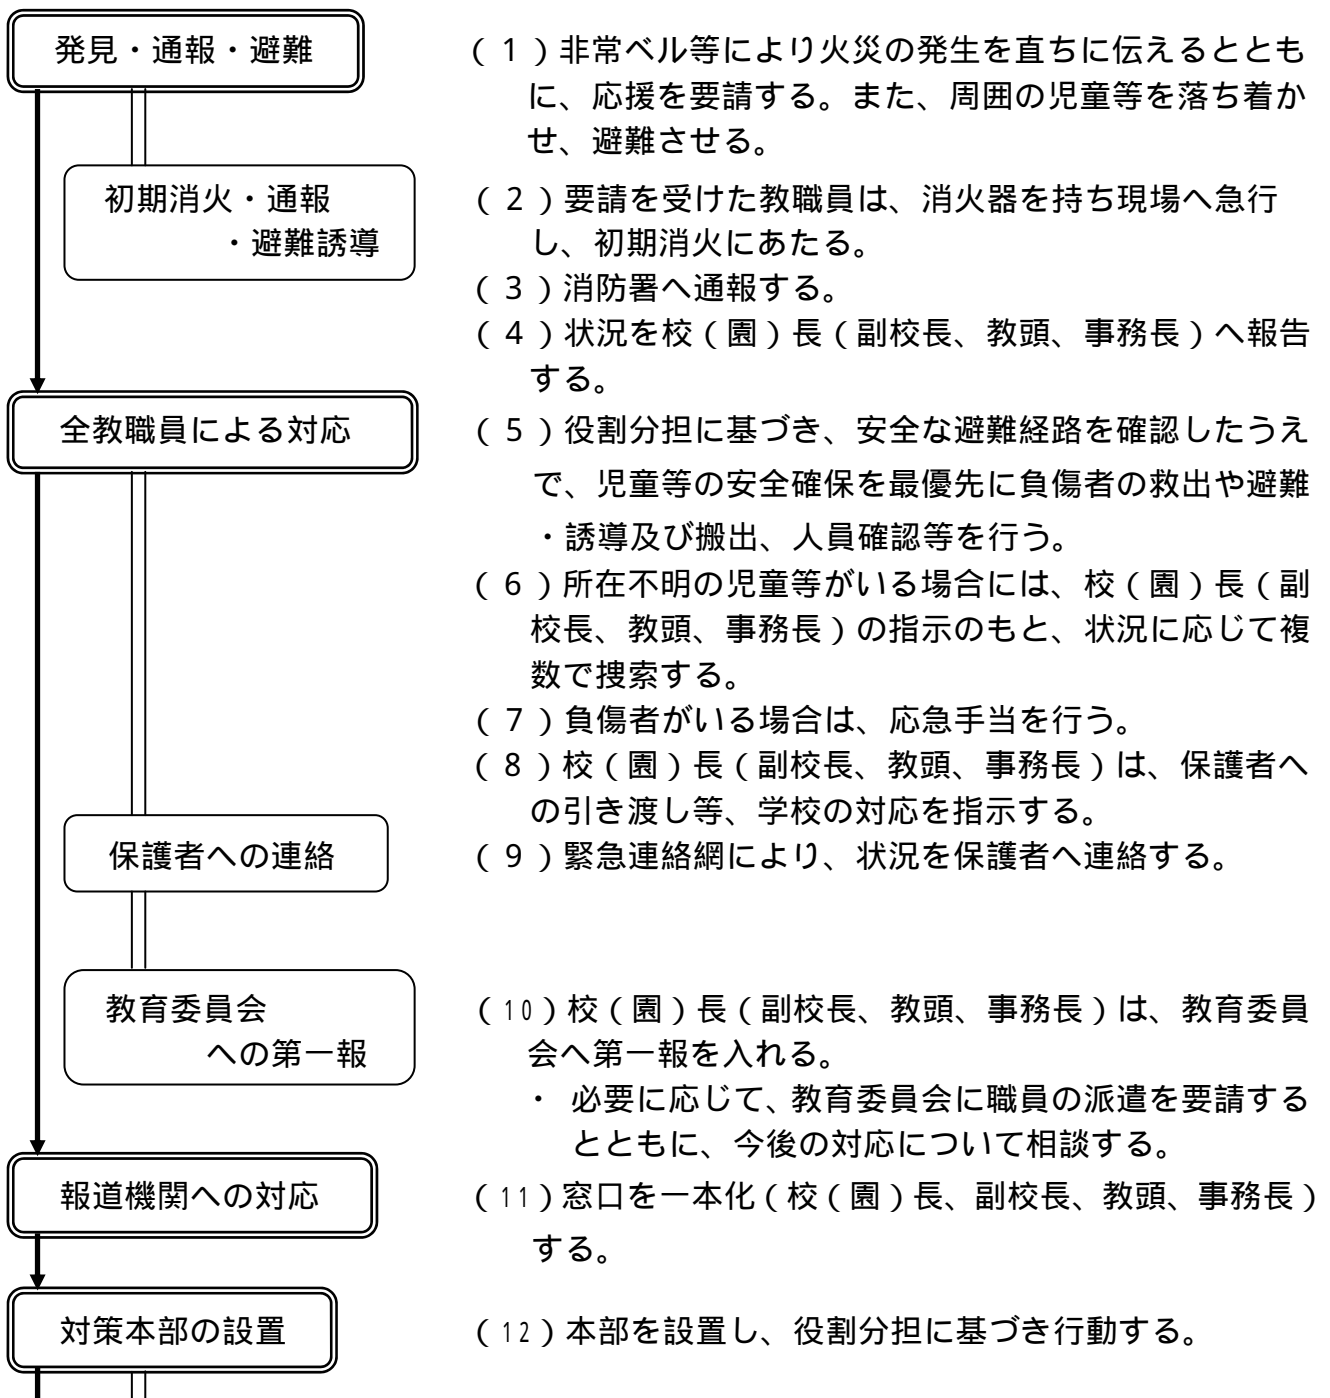 発見・通報・避難
（１）非常ベル等により火災の発生を直ちに伝えるととも
に、応援を要請する。また、周囲の児童等を落ち着か
せ、避難させる。
初期消火・通報
・避難誘導
（２）要請を受けた教職員は、消火器を持ち現場へ急行
し、初期消火にあたる。
（３）消防署へ通報する。
（４）状況を校（園）長（副校長、教頭、事務長）へ報告
する。
全教職員による対応
（５）役割分担に基づき、安全な避難経路を確認したうえ
で、児童等の安全確保を最優先に負傷者の救出や避難
・誘導及び搬出、人員確認等を行う。
（６）所在不明の児童等がいる場合には、校（園）長（副
校長、教頭、事務長）の指示のもと、状況に応じて複
数で捜索する。
（７）負傷者がいる場合は、応急手当を行う。
（８）校（園）長（副校長、教頭、事務長）は、保護者へ
の引き渡し等、学校の対応を指示する。
保護者への連絡
（９）緊急連絡網により、状況を保護者へ連絡する。
教育委員会
への第一報
（10）校（園）長（副校長、教頭、事務長）は、教育委員
会へ第一報を入れる。
・ 必要に応じて、教育委員会に職員の派遣を要請する
とともに、今後の対応について相談する。
報道機関への対応
（11）窓口を一本化（校（園）長、副校長、教頭、事務長）
する。
対策本部の設置
（12）本部を設置し、役割分担に基づき行動する。